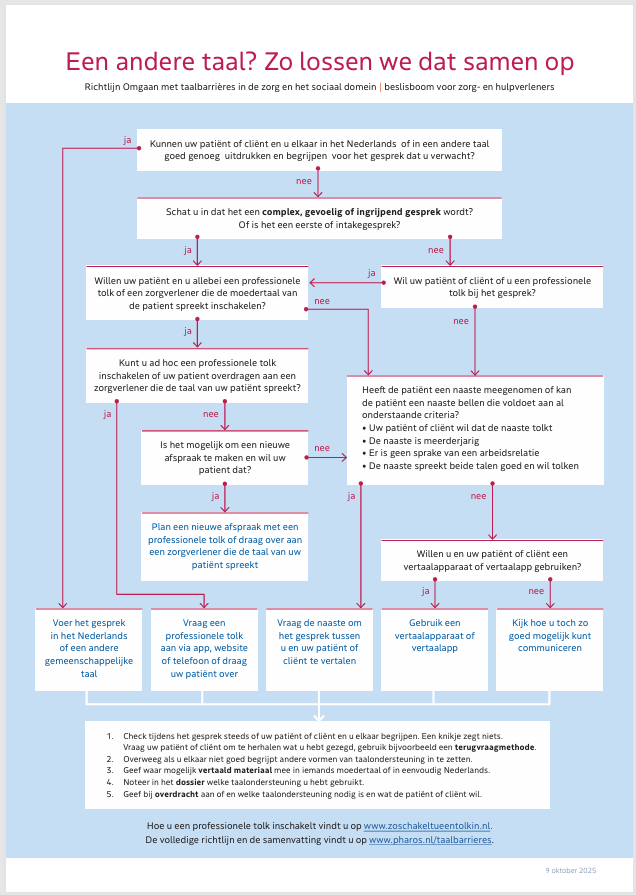 Een andere taal? Zo lossen we dat samen op
Richtlijn Omgaan met taalbarrières in de zorg en het sociaal domein | beslisboom voor zorg- en hulpverleners
ja
Kunnen uw patiënt of cliënt en u elkaar in het Nederlands of in een andere taal
goed genoeg uitdrukken en begrijpen voor het gesprek dat u verwacht?
nee
Schat u in dat het een complex, gevoelig of ingrijpend gesprek wordt?
Of is het een eerste of intakegesprek?
ja
nee
Willen uw patiënt en u allebei een professionele
tolk of een zorgverlener die de moedertaal van
de patient spreekt inschakelen?
ja
nee
Wil uw patiënt of cliënt of u een professionele
tolk bij het gesprek?
nee
ja
Kunt u ad hoc een professionele tolk
inschakelen of uw patient overdragen aan een
zorgverlener die de taal van uw patiënt spreekt?
ja
nee
Heeft de patiënt een naaste meegenomen of kan
de patiënt een naaste bellen die voldoet aan al
onderstaande criteria?
• Uw patiënt of cliënt wil dat de naaste tolkt
• De naaste is meerderjarig
• Er is geen sprake van een arbeidsrelatie
• De naaste spreekt beide talen goed en wil tolken
Is het mogelijk om een nieuwe
afspraak te maken en wil uw
patient dat?
nee
ja
ja
nee
Plan een nieuwe afspraak met een
professionele tolk of draag over aan
een zorgverlener die de taal van uw
patiënt spreekt
Willen u en uw patiënt of cliënt een
vertaalapparaat of vertaalapp gebruiken?
ja
nee
Voer het gesprek
in het Nederlands
of een andere
gemeenschappelijke
taal
Vraag een
professionele tolk
aan via app, website
of telefoon of draag
uw patiënt over
Vraag de naaste om
het gesprek tussen
u en uw patiënt of
cliënt te vertalen
Gebruik een
vertaalapparaat of
vertaalapp
Kijk hoe u toch zo
goed mogelijk kunt
communiceren
1. Check tijdens het gesprek steeds of uw patiënt of cliënt en u elkaar begrijpen. Een knikje zegt niets.
Vraag uw patiënt of cliënt om te herhalen wat u hebt gezegd, gebruik bijvoorbeeld een terugvraagmethode.
2. Overweeg als u elkaar niet goed begrijpt andere vormen van taalondersteuning in te zetten.
3. Geef waar mogelijk vertaald materiaal mee in iemands moedertaal of in eenvoudig Nederlands.
4. Noteer in het dossier welke taalondersteuning u hebt gebruikt.
5. Geef bij overdracht aan of en welke taalondersteuning nodig is en wat de patiënt of cliënt wil.
Hoe u een professionele tolk inschakelt vindt u op www.zoschakeltueentolkin.nl.
De volledige richtlijn en de samenvatting vindt u op www.pharos.nl/taalbarrieres.
9 oktober 2025